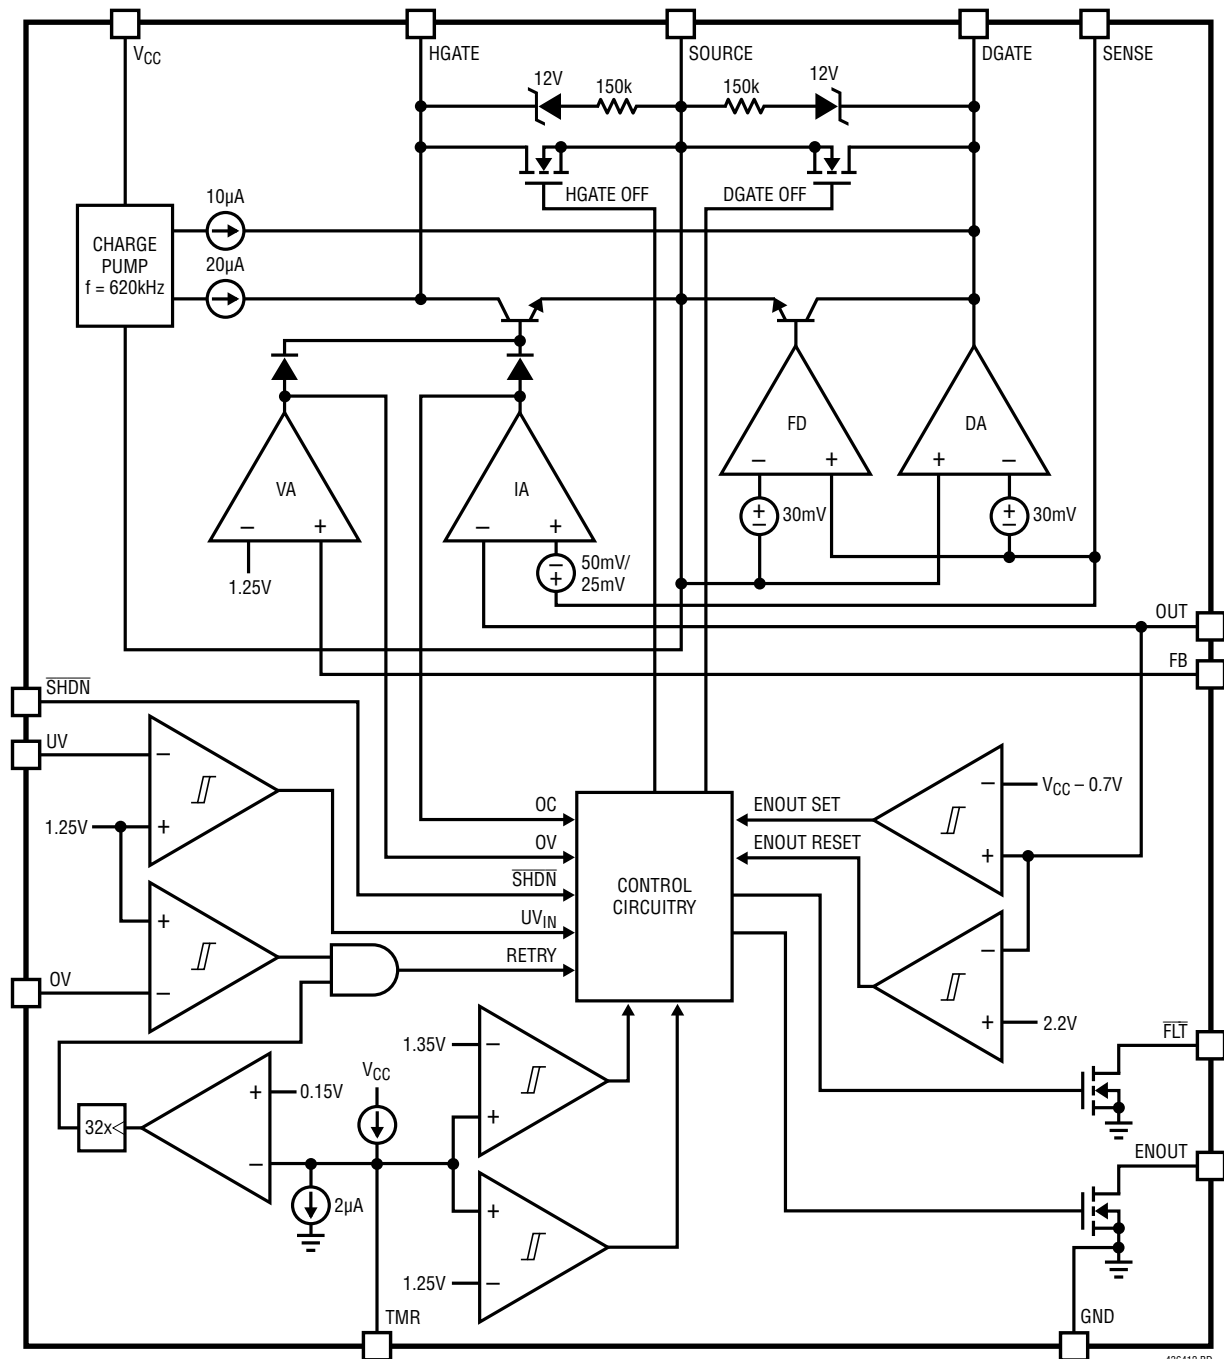 VCC
HGATE
SOURCE
DGATE
SENSE
12V
150k
150k
12V
HGATE OFF
DGATE OFF
10µA
CHARGE
PUMP
f = 620kHz
20µA
FD
DA
–
+
+
–
VA
IA
–
+
–
+
+
–
30mV
+
–
30mV
1.25V
–
+
50mV/
25mV
OUT
FB
SHDN
UV
–
1.25V
+
+
OV
–
OC
OV
SHDN
UVIN
RETRY
CONTROL
CIRCUITRY
ENOUT SET
ENOUT RESET
–
VCC – 0.7V
+
–
+
2.2V
FLT
1.35V
–
+
VCC
+
0.15V
32x
–
2µA
+
1.25V
–
ENOUT
TMR
GND